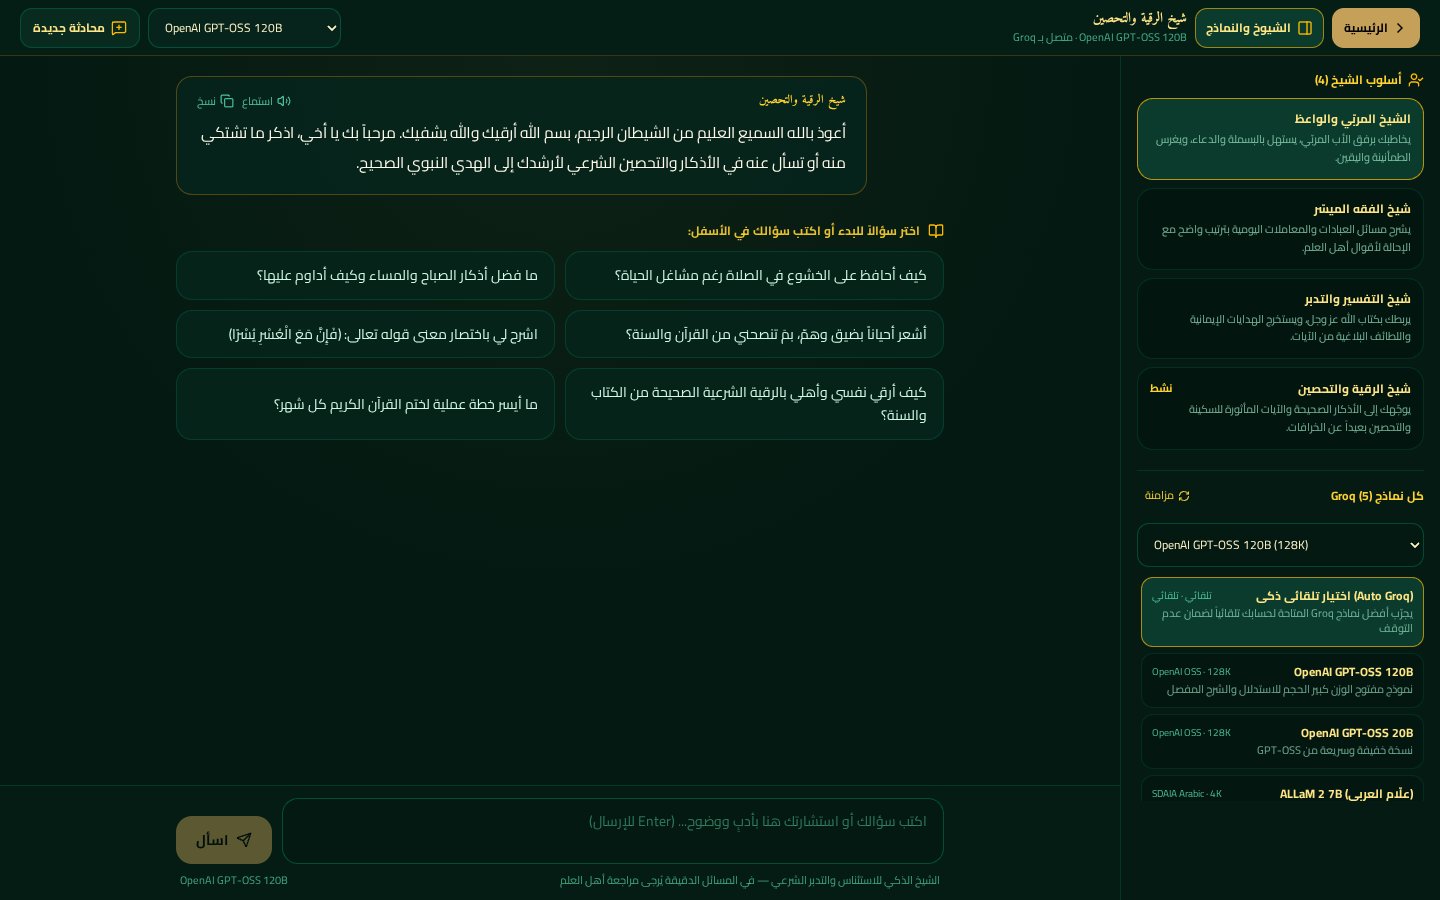 الرئيسية
الشيوخ والنماذج
شيخ الرقية والتحصين
OpenAI GPT-OSS 120B · متصل بـ Groq
OpenAI GPT-OSS 120B
محادثة جديدة
أسلوب الشيخ (4)
الشيخ المربّي والواعظ
يخاطبك برفق الأب المربّي، يستهل بالبسملة والدعاء، ويغرس
الطمأنينة واليقين.
شيخ الفقه الميسّر
يشرح مسائل العبادات والمعاملات اليومية بترتيب واضح مع
الإحالة لأقوال أهل العلم.
شيخ التفسير والتدبر
يربطك بكتاب الله عز وجل، ويستخرج الهدايات الإيمانية
واللطائف البلاغية من الآيات.
شيخ الرقية والتحصين
نشط
يوجّهك إلى الأذكار الصحيحة والآيات المأثورة للسكينة
والتحصين بعيداً عن الخرافات.
كل نماذج Groq (5)
مزامنة
OpenAI GPT-OSS 120B (128K)
اختيار تلقائي ذكي (Auto Groq)
تلقائي · تلقائي
يجرّب أفضل نماذج Groq المتاحة لحسابك تلقائياً لضمان عدم
التوقف
OpenAI GPT-OSS 120B
OpenAI OSS · 128K
نموذج مفتوح الوزن كبير الحجم للاستدلال والشرح المفصل
OpenAI GPT-OSS 20B
OpenAI OSS · 128K
نسخة خفيفة وسريعة من GPT-OSS
ALLaM 2 7B (علّام العربي)
SDAIA Arabic · 4K
شيخ الرقية والتحصين
استماع
نسخ
أعوذ بالله السميع العليم من الشيطان الرجيم، بسم الله أرقيك والله يشفيك. مرحباً بك يا أخي، اذكر ما تشتكي
منه أو تسأل عنه في الأذكار والتحصين الشرعي لأرشدك إلى الهدي النبوي الصحيح.
اختر سؤالاً للبدء أو اكتب سؤالك في الأسفل:
كيف أحافظ على الخشوع في الصلاة رغم مشاغل الحياة؟
ما فضل أذكار الصباح والمساء وكيف أداوم عليها؟
أشعر أحياناً بضيق وهمّ، بمَ تنصحني من القرآن والسنة؟
اشرح لي باختصار معنى قوله تعالى: (فَإِنَّ مَعَ الْعُسْرِ يُسْرًا)
كيف أرقي نفسي وأهلي بالرقية الشرعية الصحيحة من الكتاب
والسنة؟
ما أيسر خطة عملية لختم القرآن الكريم كل شهر؟
اكتب سؤالك أو استشارتك هنا بأدبٍ ووضوح... (Enter للإرسال)
اسأل
الشيخ الذكي للاستئناس والتدبر الشرعي — في المسائل الدقيقة يُرجى مراجعة أهل العلم
OpenAI GPT-OSS 120B